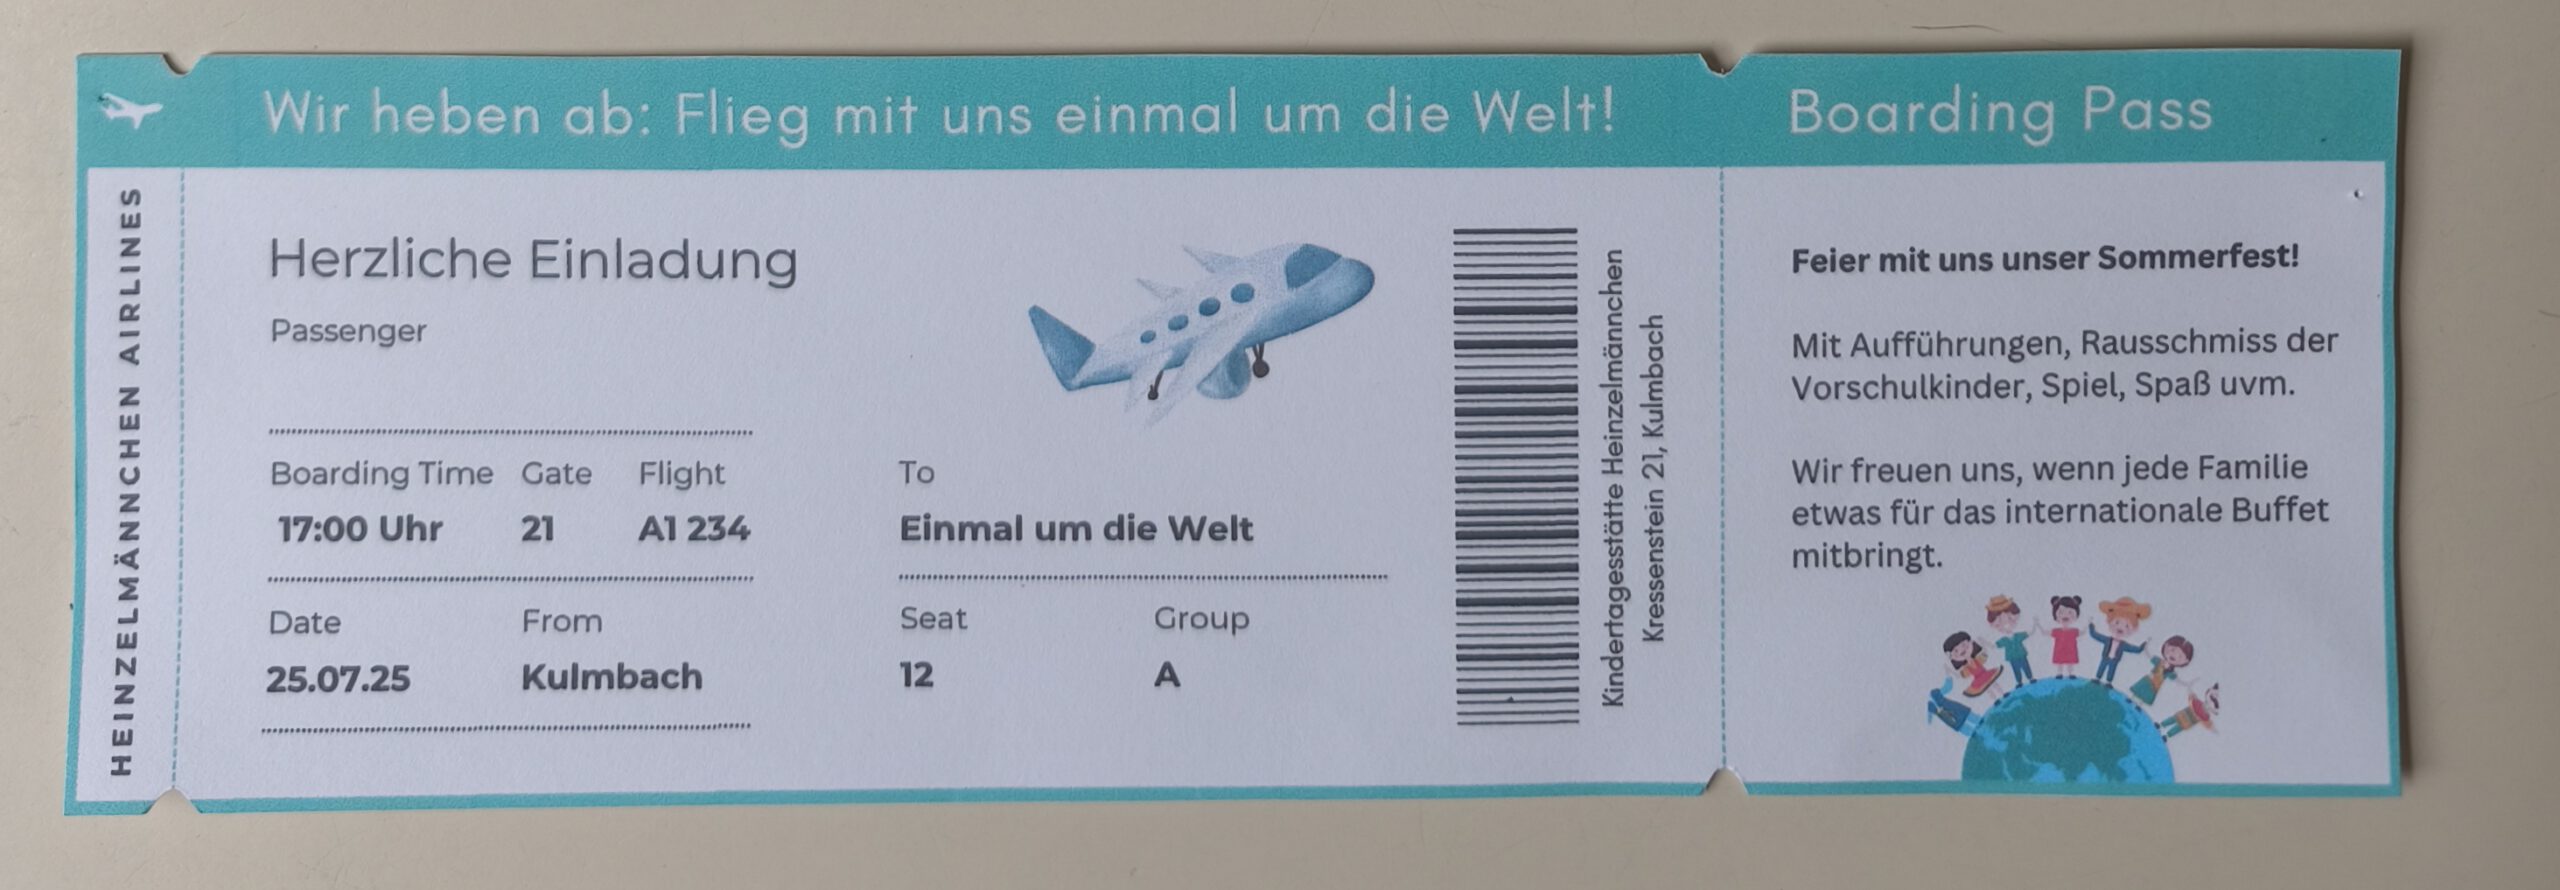 Wir heben ab: Flieg mit uns einmal um die Welt!
Boarding Pass
HEINZELMÄNNCHEN AIRLINES
Herzliche Einladung
Passenger
Boarding Time Gate Flight
17:00 Uhr 21 A1 234
Date From
25.07.25 Kulmbach
To
Einmal um die Welt
Seat Group
12 A
Kindertagesstätte Heinzelmännchen
Kressenstein 21, Kulmbach
Feier mit uns unser Sommerfest!
Mit Aufführungen, Rausschmiss der
Vorschulkinder, Spiel, Spaß uvm.
Wir freuen uns, wenn jede Familie
etwas für das internationale Buffet
mitbringt.